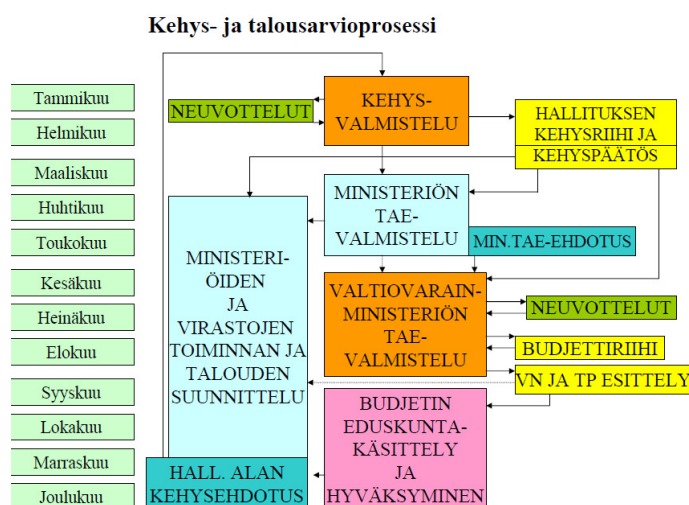 Kehys- ja talousarvioprosessi
Tammikuu
Helmikuu
Maaliskuu
Huhtikuu
Toukokuu
Kesäkuu
Heinäkuu
Elokuu
Syyskuu
Lokakuu
Marraskuu
Joulukuu
NEUVOTTELUT
KEHYS-
VALMISTELU
HALLITUKSEN
KEHYSRIIHI JA
KEHYSPÄÄTÖS
MINISTERIÖN
TAE-
VALMISTELU
MIN.TAE-EHDOTUS
MINISTERI-
ÖIDEN
JA
VIRASTOJEN
TOIMINNAN JA
TALOUDEN
SUUNNITTELU
VALTIOVARAIN-
MINISTERIÖN
TAE-
VALMISTELU
NEUVOTTELUT
BUDJETTIRIIHI
VN JA TP ESITTELY
BUDJETIN
EDUSKUNTA-
KÄSITTELY
JA
HYVÄKSYMINEN
HALL. ALAN
KEHYSEHDOTUS